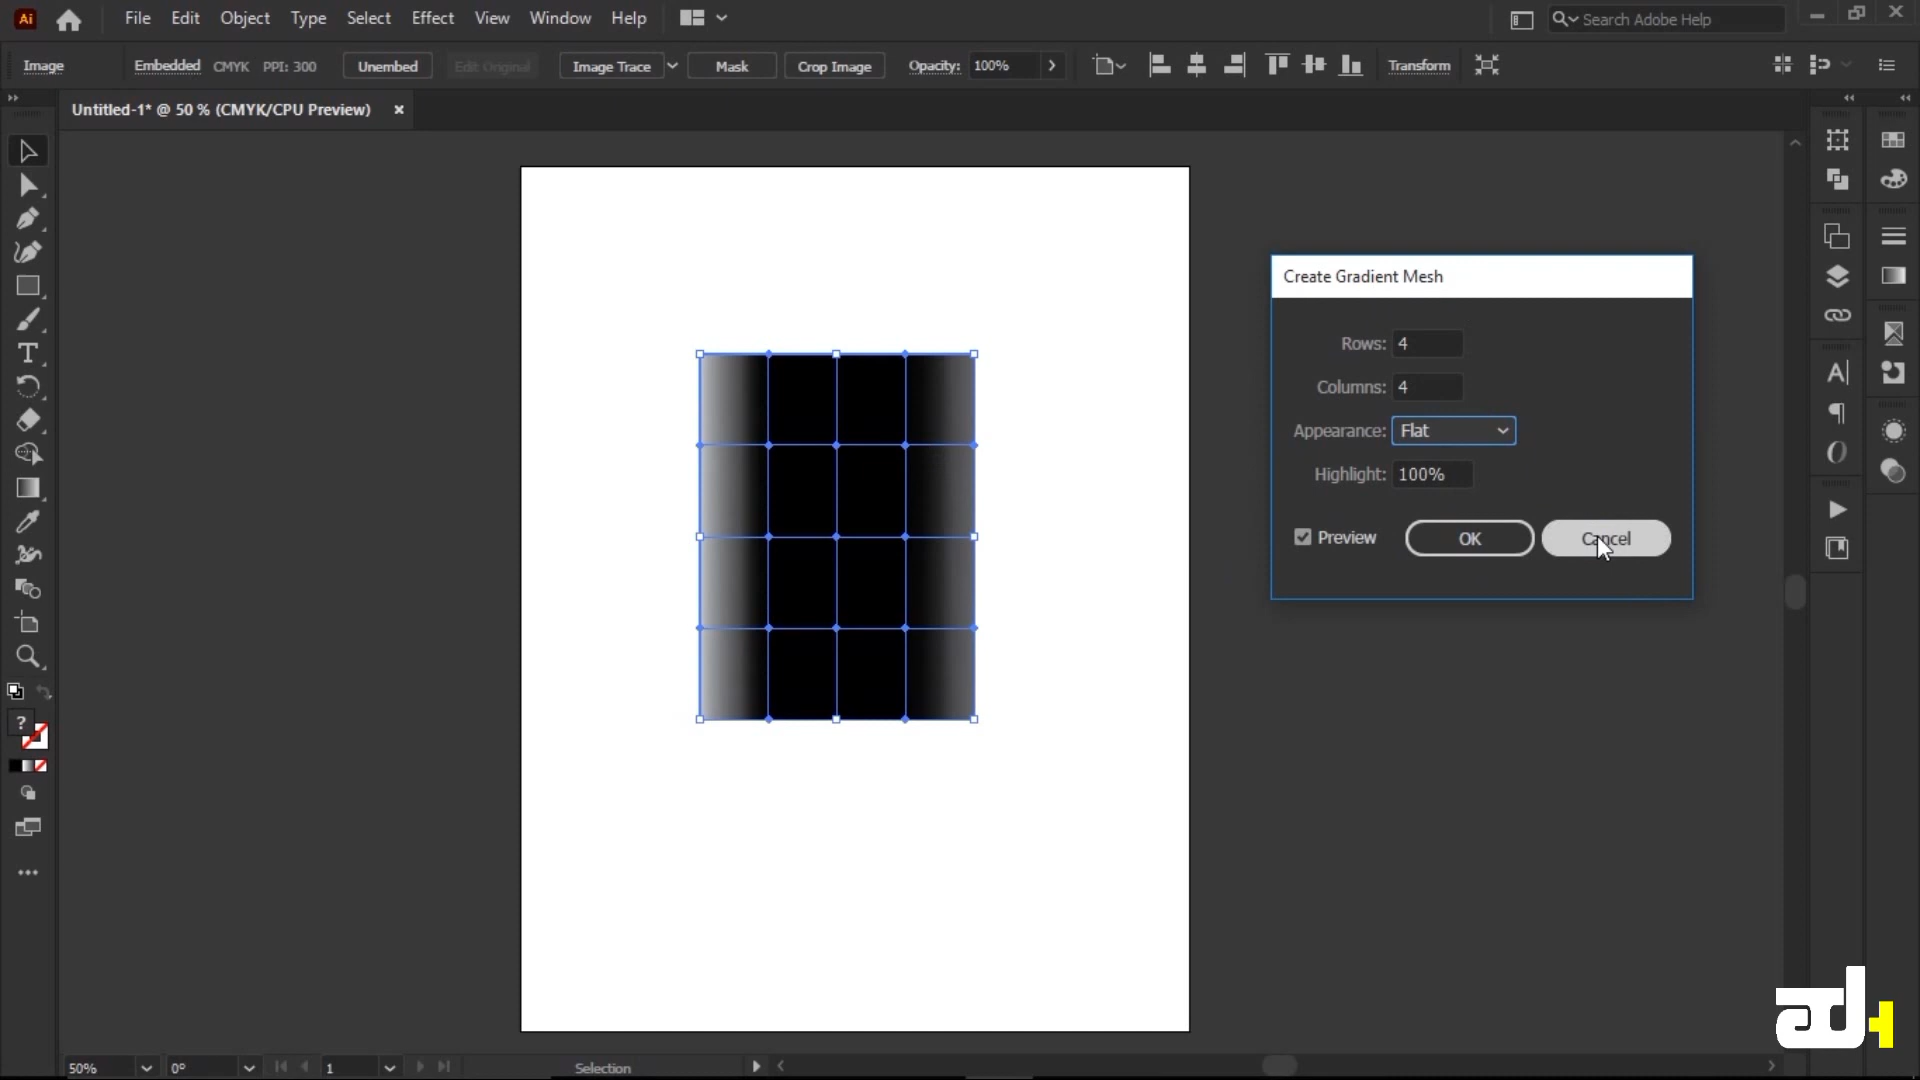 Ai File Edit Object Type Select Effect View Window Help Search Adobe Help
Image Embedded CMYK PPI: 300 Unembed Edit Original Image Trace Mask Crop Image Opacity: 100% Transform
Untitled-1* @ 50 % (CMYK/CPU Preview)
Create Gradient Mesh
Rows: 4
Columns: 4
Appearance: Flat
Highlight: 100%
Preview OK Cancel
?
50% 0° 1 Selection